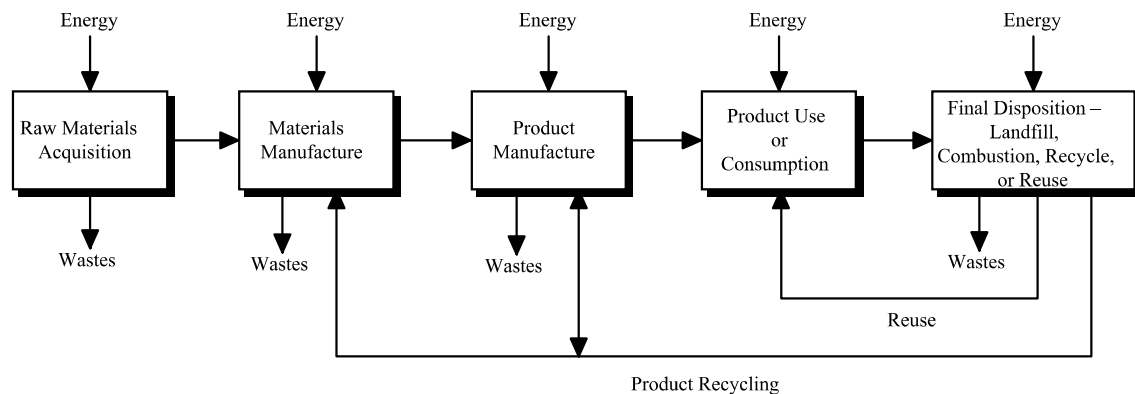 Energy
Energy
Energy
Energy
Energy
Raw Materials
Acquisition
Materials
Manufacture
Product
Manufacture
Product Use
or
Consumption
Final Disposition –
Landfill,
Combustion, Recycle,
or Reuse
Wastes
Wastes
Wastes
Wastes
Reuse
Product Recycling